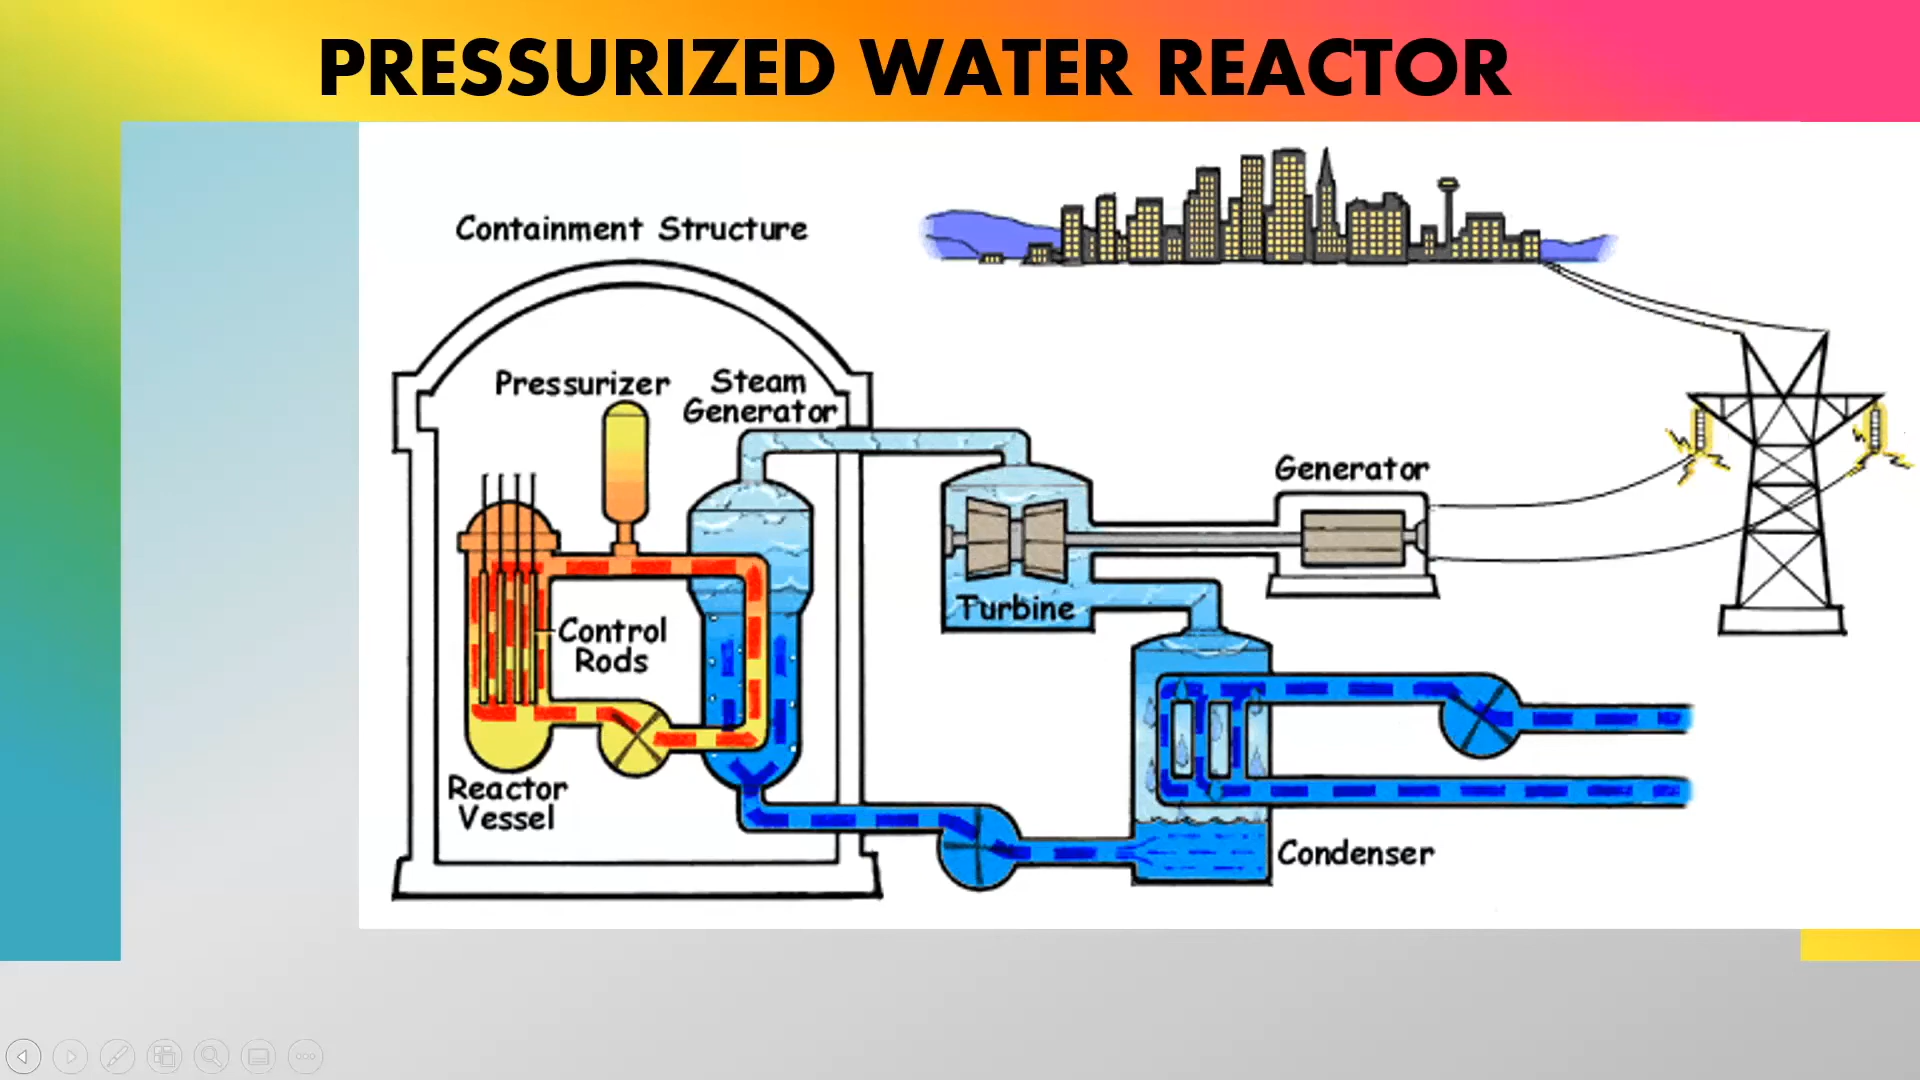 PRESSURIZED WATER REACTOR
Containment Structure
Pressurizer
Steam
Generator
Generator
Turbine
Control
Rods
Reactor
Vessel
Condenser